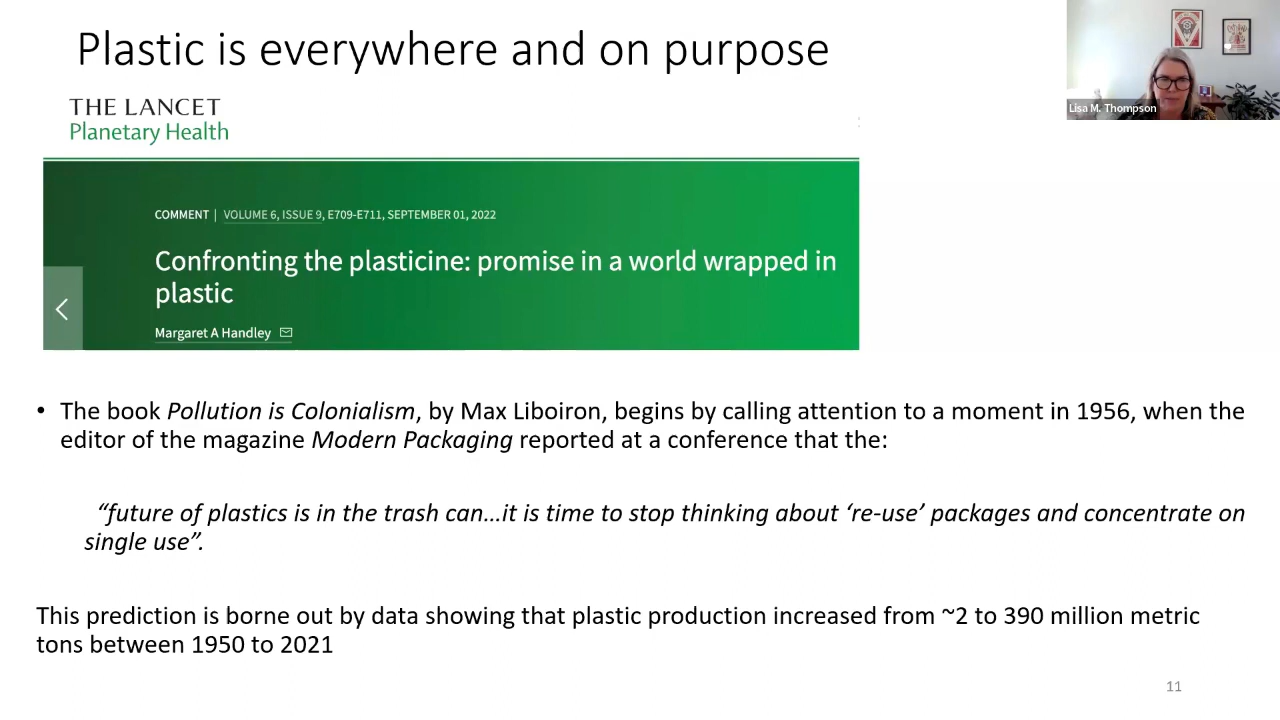 Plastic is everywhere and on purpose
Lisa M. Thompson
THE LANCET
Planetary Health
COMMENT | VOLUME 6, ISSUE 9, E709-E711, SEPTEMBER 01, 2022
Confronting the plasticine: promise in a world wrapped in
plastic
Margaret A Handley
• The book Pollution is Colonialism, by Max Liboiron, begins by calling attention to a moment in 1956, when the
editor of the magazine Modern Packaging reported at a conference that the:
“future of plastics is in the trash can…it is time to stop thinking about ‘re-use’ packages and concentrate on
single use”.
This prediction is borne out by data showing that plastic production increased from ~2 to 390 million metric
tons between 1950 to 2021
11